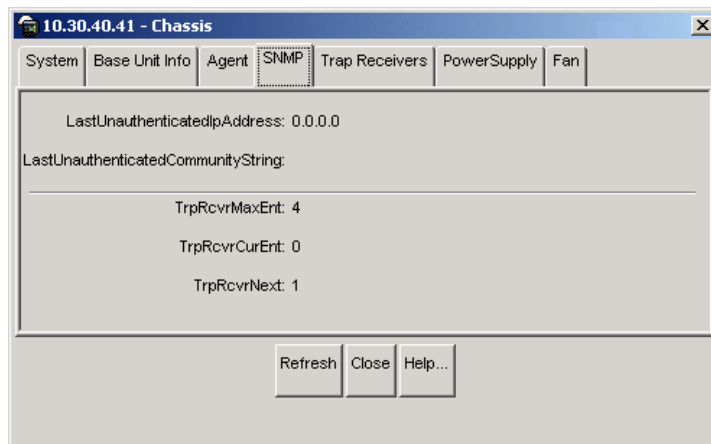 10.30.40.41 - Chassis
System Base Unit Info Agent SNMP Trap Receivers PowerSupply Fan
LastUnauthenticatedIpAddress: 0.0.0.0
LastUnauthenticatedCommunityString:
TrpRcvrMaxEnt: 4
TrpRcvrCurEnt: 0
TrpRcvrNext: 1
Refresh Close Help...